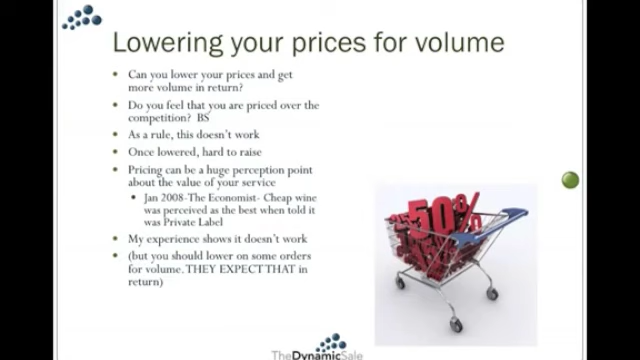 Lowering your prices for volume
Can you lower your prices and get
more volume in return?
Do you feel that you are priced over the
competition? BS
As a rule, this doesn't work
Once lowered, hard to raise
Pricing can be a huge perception point
about the value of your service
Jan 2008-The Economist- Cheap wine
was perceived as the best when told it
was Private Label
My experience shows it doesn't work
(but you should lower on some orders
for volume. THEY EXPECT THAT in
return)
50%
TheDynamicSale